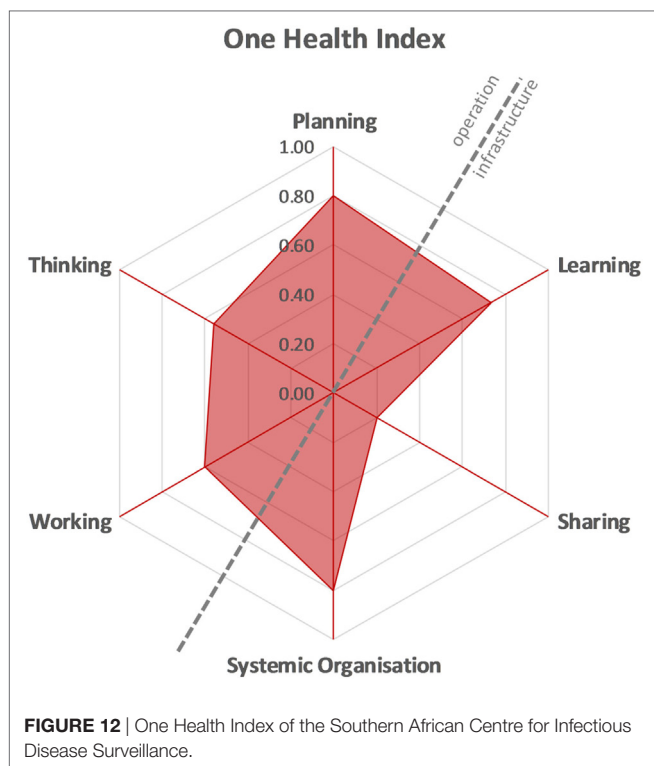 One Health Index
operation
infrastructure
Planning
1.00
0.80
0.60
0.40
0.20
0.00
Thinking
Learning
Working
Sharing
Systemic Organisation
FIGURE 12 | One Health Index of the Southern African Centre for Infectious
Disease Surveillance.